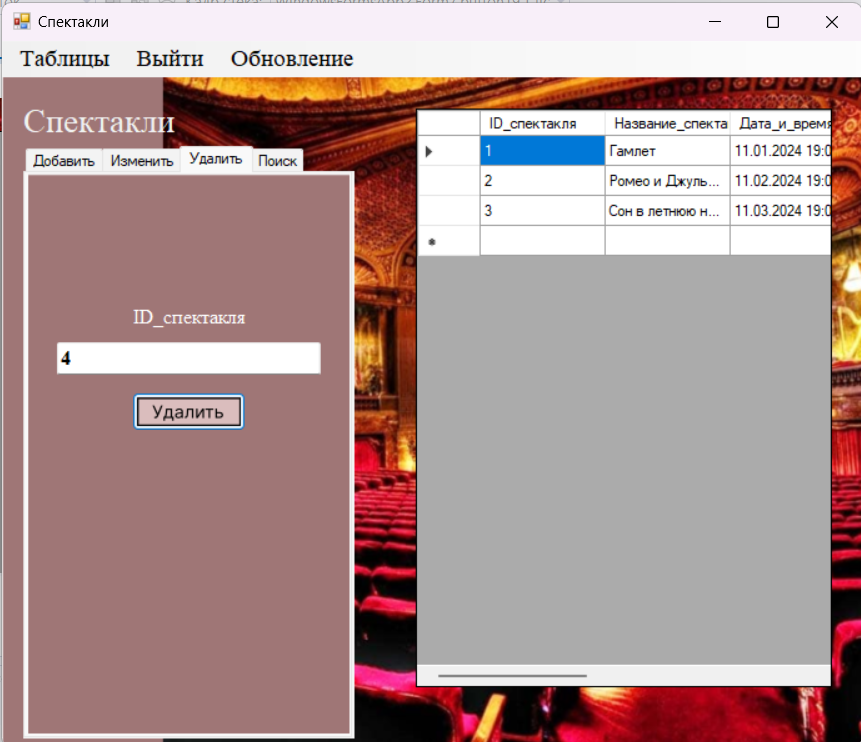 Спектакли
Таблицы Выйти Обновление
Спектакли
Добавить Изменить Удалить Поиск
ID_спектакля
4
Удалить
ID_спектакля Название_спекта Дата_и_время
1 Гамлет 11.01.2024 19:0
2 Ромео и Джуль... 11.02.2024 19:0
3 Сон в летнюю н... 11.03.2024 19:0